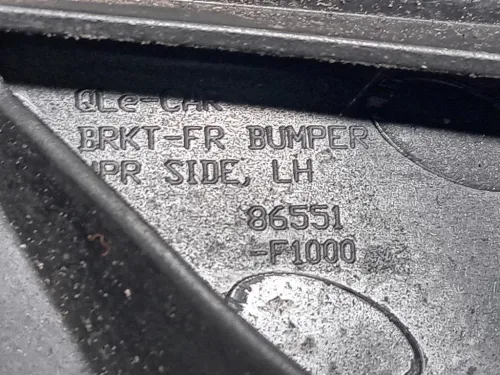 QLe-CAR
BRKT-FR BUMPER
UPR SIDE, LH
86551
-F1000